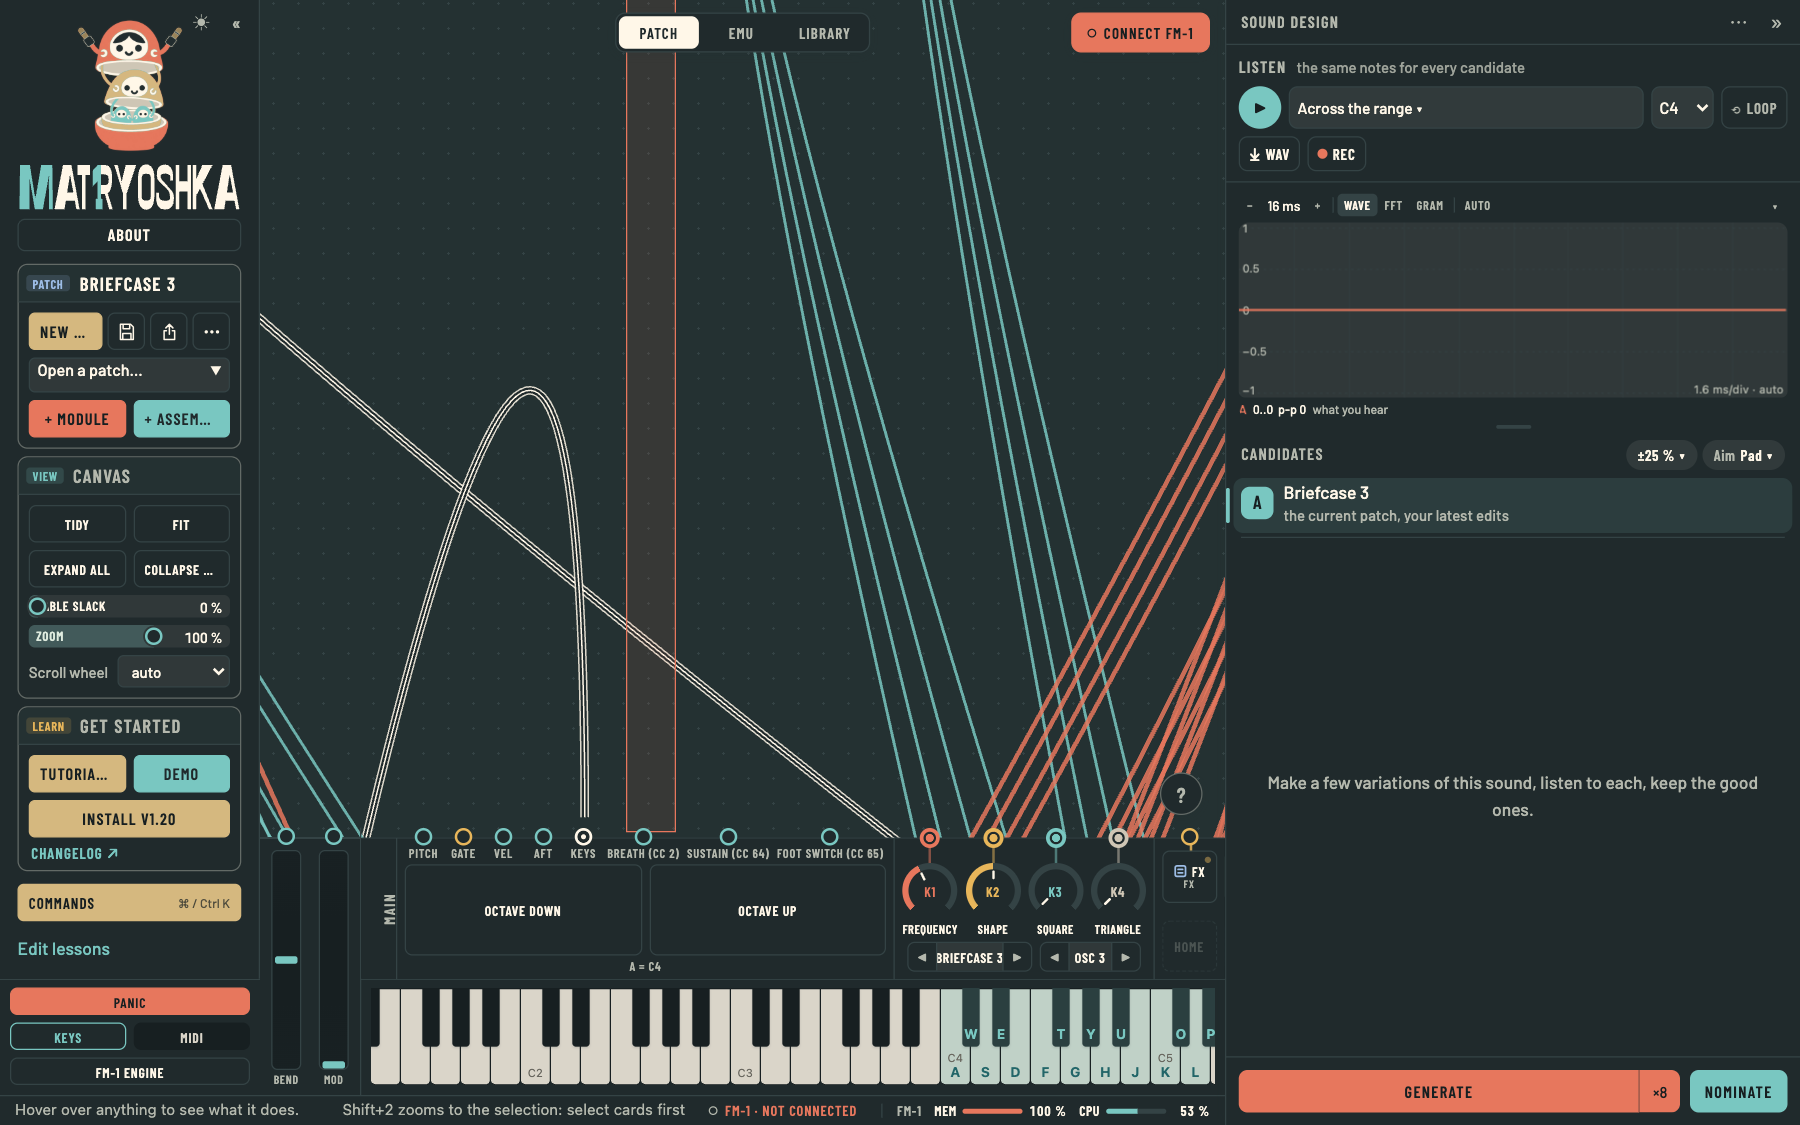 «
MAT1RYOSHKA
ABOUT
PATCH BRIEFCASE 3
NEW ...
Open a patch...
+ MODULE
+ ASSEM...
VIEW CANVAS
TIDY
FIT
EXPAND ALL
COLLAPSE ...
BLE SLACK 0 %
ZOOM 100 %
Scroll wheel auto
LEARN GET STARTED
TUTORIA...
DEMO
INSTALL V1.20
CHANGELOG ↗
COMMANDS ⌘ / Ctrl K
Edit lessons
PANIC
KEYS
MIDI
FM-1 ENGINE
PATCH EMU LIBRARY
CONNECT FM-1
?
PITCH GATE VEL AFT KEYS BREATH (CC 2) SUSTAIN (CC 64) FOOT SWITCH (CC 65)
MAIN
OCTAVE DOWN
OCTAVE UP
A = C4
K1 K2 K3 K4
FREQUENCY SHAPE SQUARE TRIANGLE
◀ BRIEFCASE 3 ▶
◀ OSC 3 ▶
FX
FX
HOME
BEND
MOD
W E T Y U O P
C2 C3 C4 C5
A S D F G H J K L
SOUND DESIGN ... »
LISTEN the same notes for every candidate
Across the range ▾
C4
LOOP
WAV
REC
- 16 ms + WAVE FFT GRAM AUTO ▾
1
0.5
0
-0.5
-1
1.6 ms/div · auto
A 0..0 p-p 0 what you hear
CANDIDATES ±25 % ▾ Aim Pad ▾
A Briefcase 3
the current patch, your latest edits
Make a few variations of this sound, listen to each, keep the good
ones.
GENERATE ×8 NOMINATE
Hover over anything to see what it does. Shift+2 zooms to the selection: select cards first FM-1 · NOT CONNECTED FM-1 MEM 100 % CPU 53 %